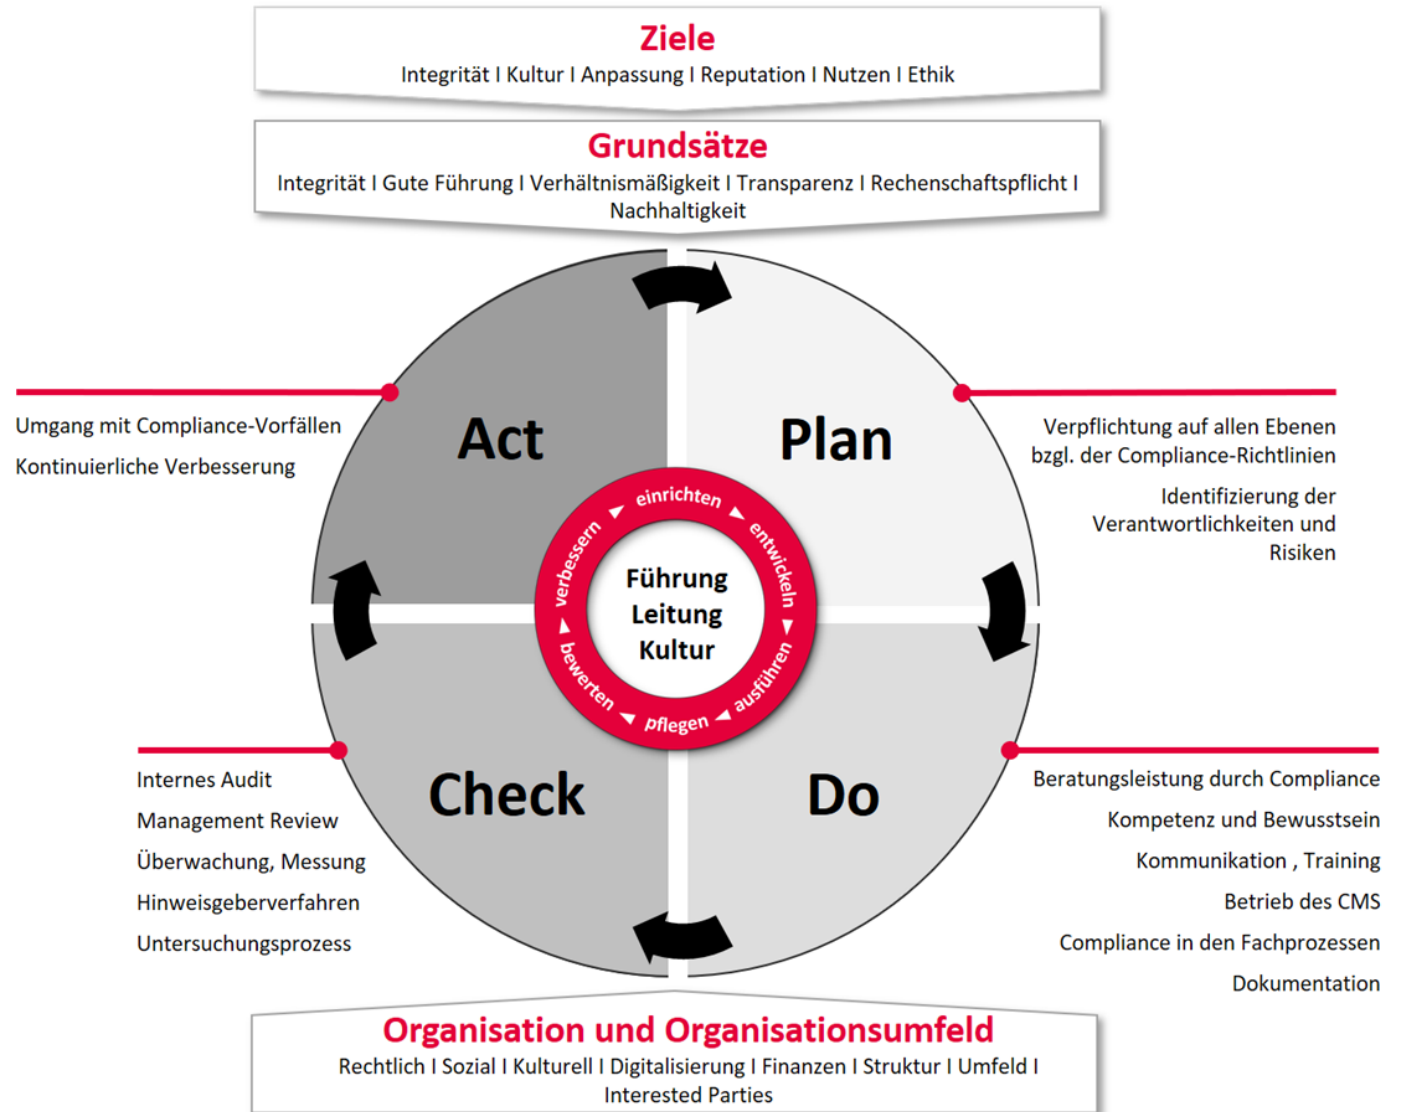 Ziele
Integrität I Kultur I Anpassung I Reputation I Nutzen I Ethik
Grundsätze
Integrität I Gute Führung I Verhältnismäßigkeit I Transparenz I Rechenschaftspflicht I
Nachhaltigkeit
Act
Umgang mit Compliance-Vorfällen
Kontinuierliche Verbesserung
Plan
Verpflichtung auf allen Ebenen
bzgl. der Compliance-Richtlinien
Identifizierung der
Verantwortlichkeiten und
Risiken
einrichten
entwickeln
ausführen
pflegen
bewerten
verbessern
Führung
Leitung
Kultur
Check
Internes Audit
Management Review
Überwachung, Messung
Hinweisgeberverfahren
Untersuchungsprozess
Do
Beratungsleistung durch Compliance
Kompetenz und Bewusstsein
Kommunikation , Training
Betrieb des CMS
Compliance in den Fachprozessen
Dokumentation
Organisation und Organisationsumfeld
Rechtlich I Sozial I Kulturell I Digitalisierung I Finanzen I Struktur I Umfeld I
Interested Parties